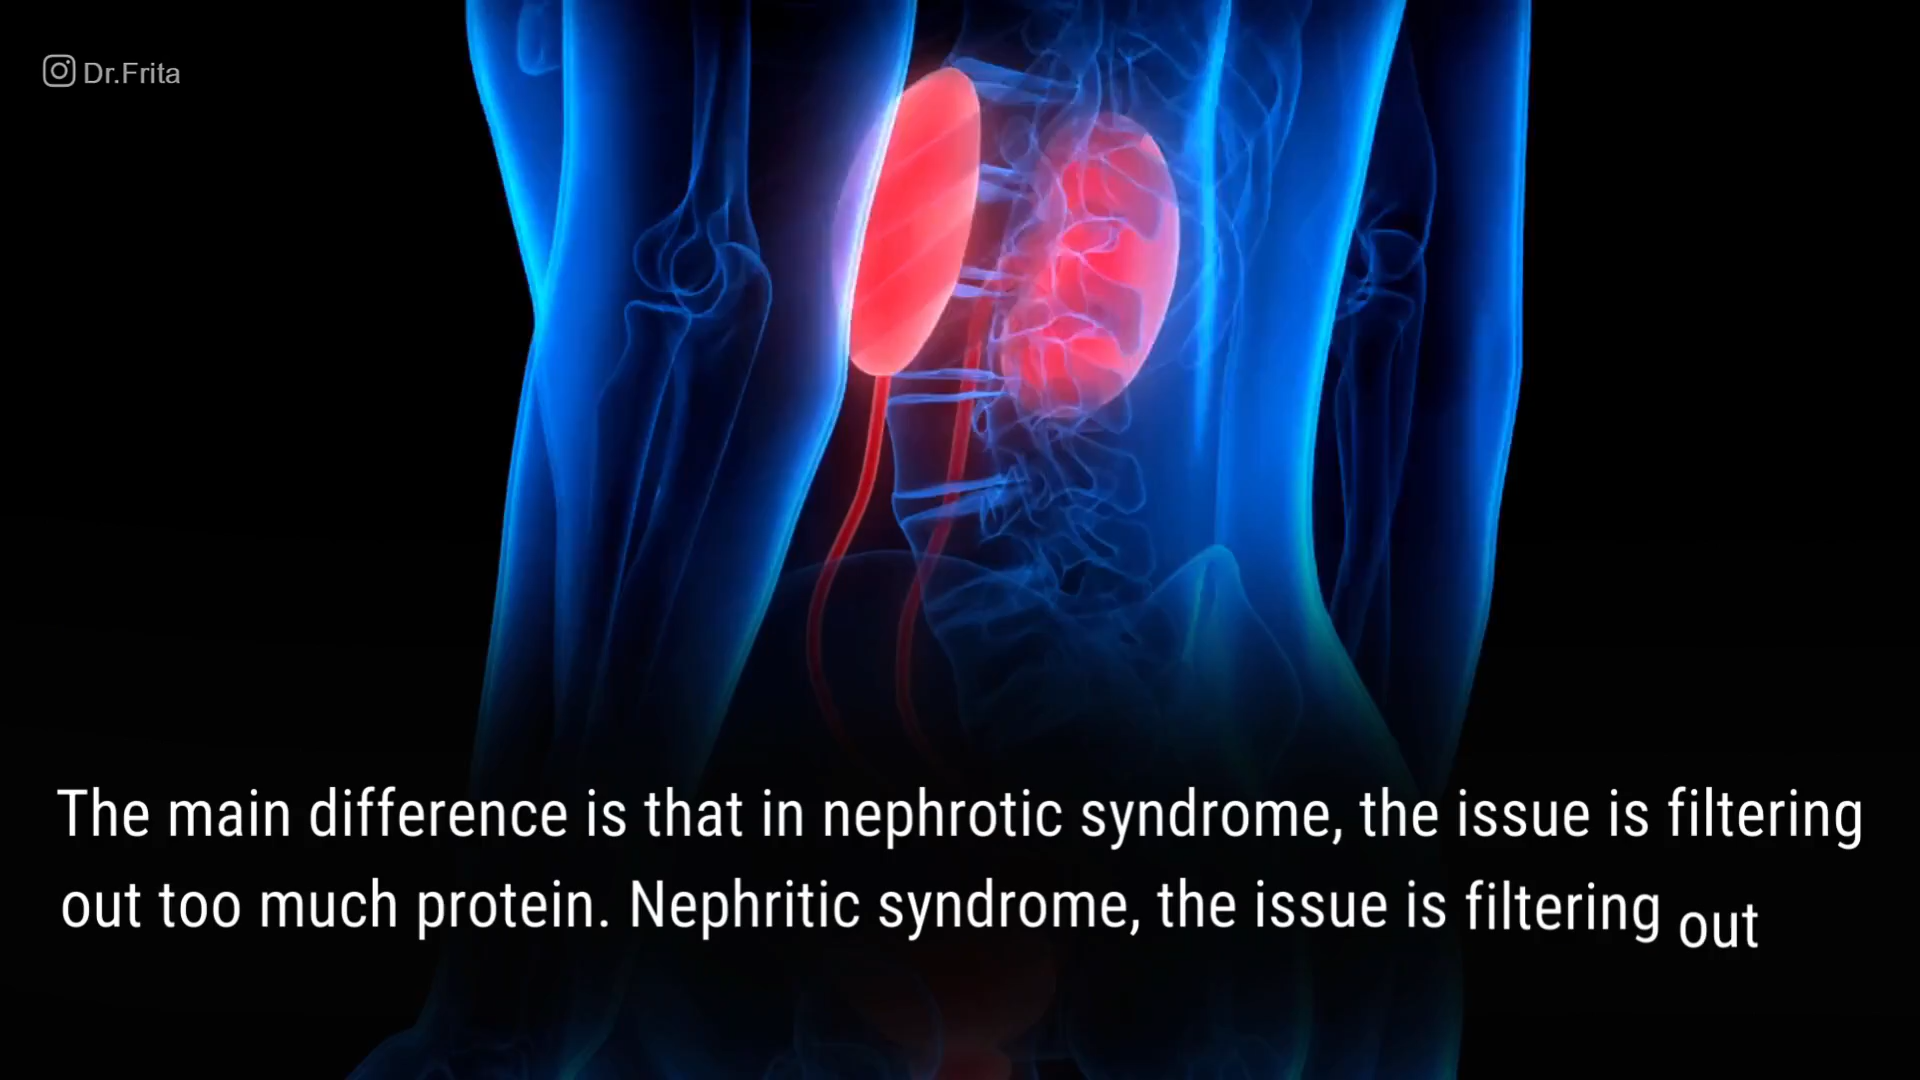 Dr.Frita
The main difference is that in nephrotic syndrome, the issue is filtering
out too much protein. Nephritic syndrome, the issue is filtering out